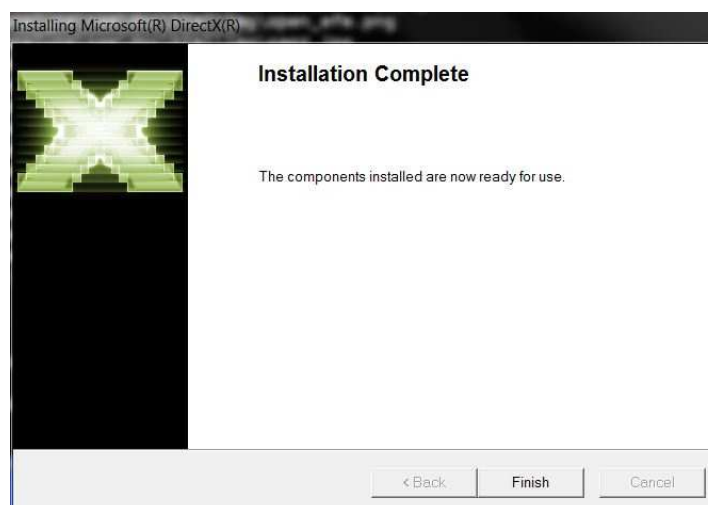 Installing Microsoft(R) DirectX(R)
Installation Complete
The components installed are now ready for use.
< Back Finish Cancel